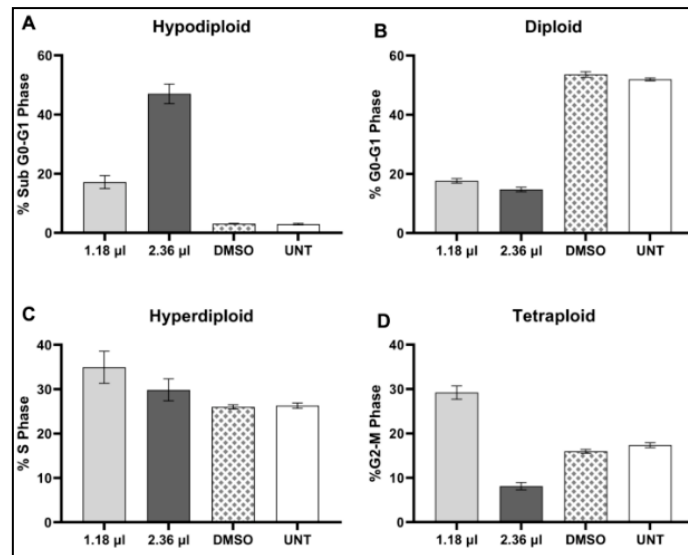 A
Hypodiploid
% Sub G0-G1 Phase
60
40
20
0
1.18 µl 2.36 µl DMSO UNT
B
Diploid
% G0-G1 Phase
60
40
20
0
1.18 µl 2.36 µl DMSO UNT
C
Hyperdiploid
% S Phase
40
30
20
10
0
1.18 µl 2.36 µl DMSO UNT
D
Tetraploid
%G2-M Phase
40
30
20
10
0
1.18 µl 2.36 µl DMSO UNT